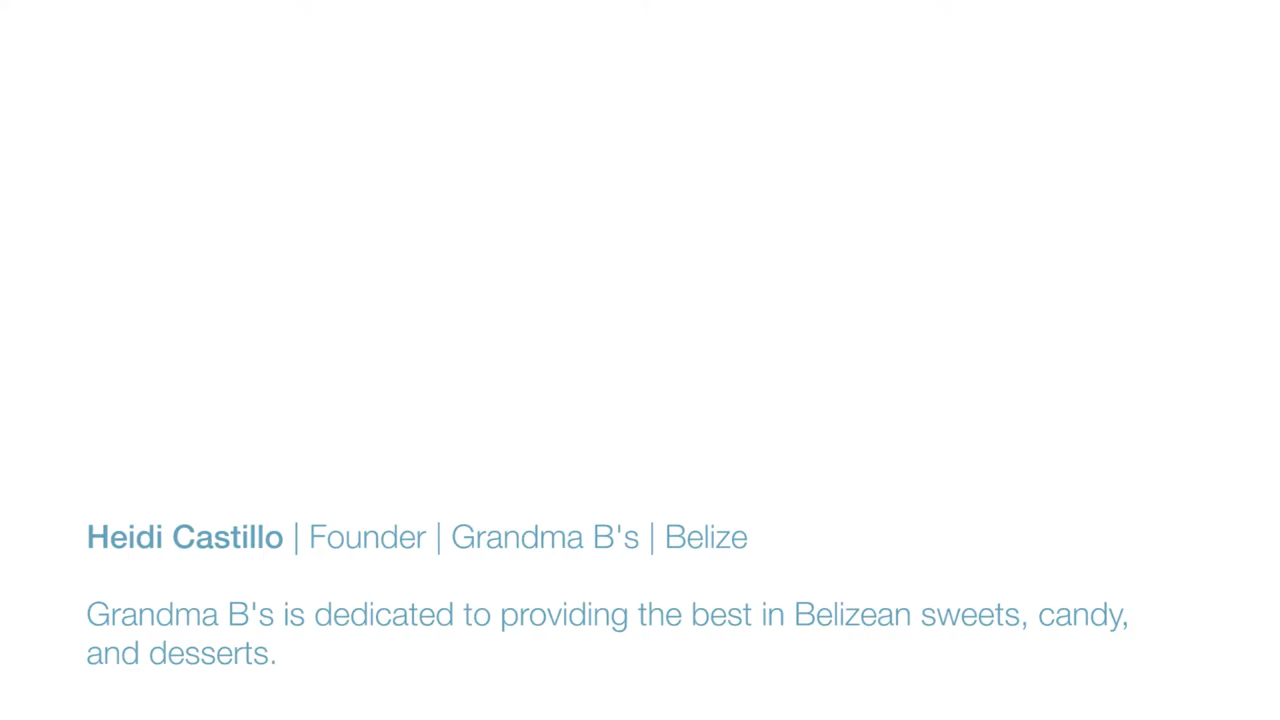 Heidi Castillo | Founder | Grandma B's | Belize
Grandma B's is dedicated to providing the best in Belizean sweets, candy,
and desserts.